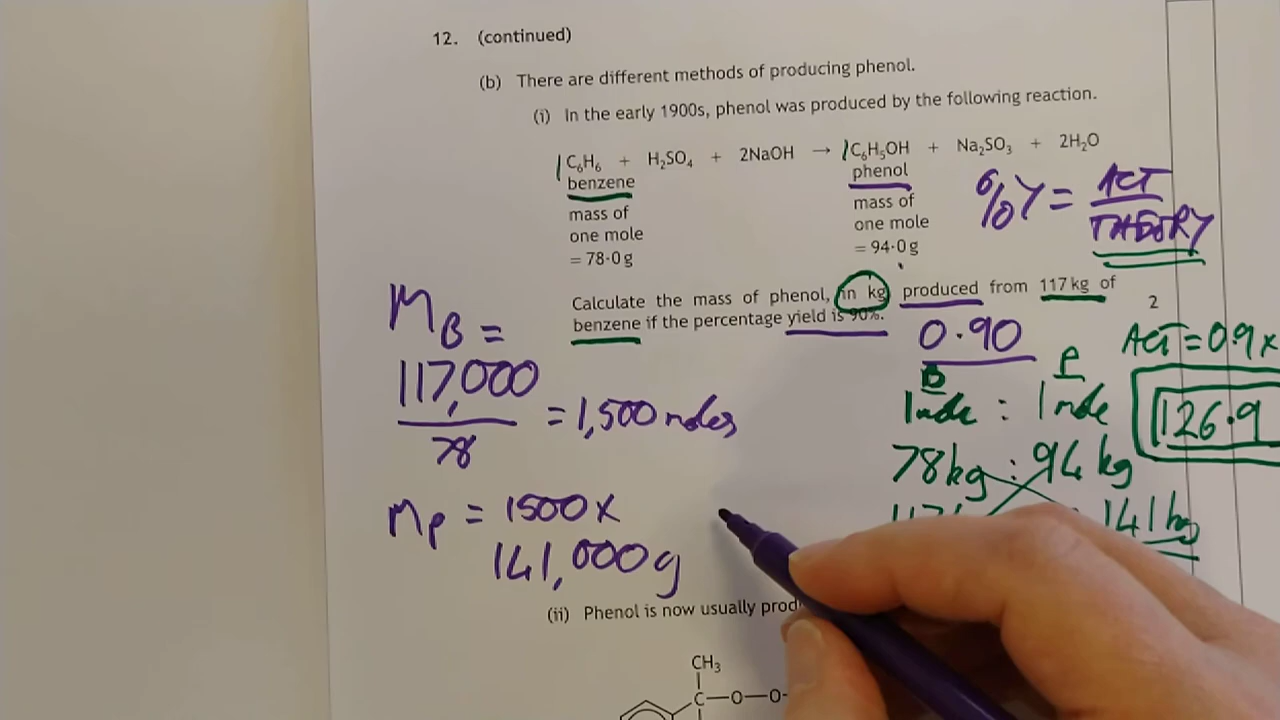 12. (continued)
(b) There are different methods of producing phenol.
(i) In the early 1900s, phenol was produced by the following reaction.
1 C₆H₆ + H₂SO₄ + 2NaOH → 1 C₆H₅OH + Na₂SO₃ + 2H₂O
benzene phenol
mass of
one mole
= 78·0 g
mass of
one mole
= 94·0 g
%Y = ACT
THEORY
Calculate the mass of phenol, in kg, produced from 117 kg of
benzene if the percentage yield is 90%.
2
0.90
MB =
117,000
78
= 1,500 moles
MP = 1500 x
141,000g
B P
1 mole : 1 mole
78kg : 94 kg
141 kg
ACT = 0.9 x
126.9
(ii) Phenol is now usually
CH₃
C—O—O-